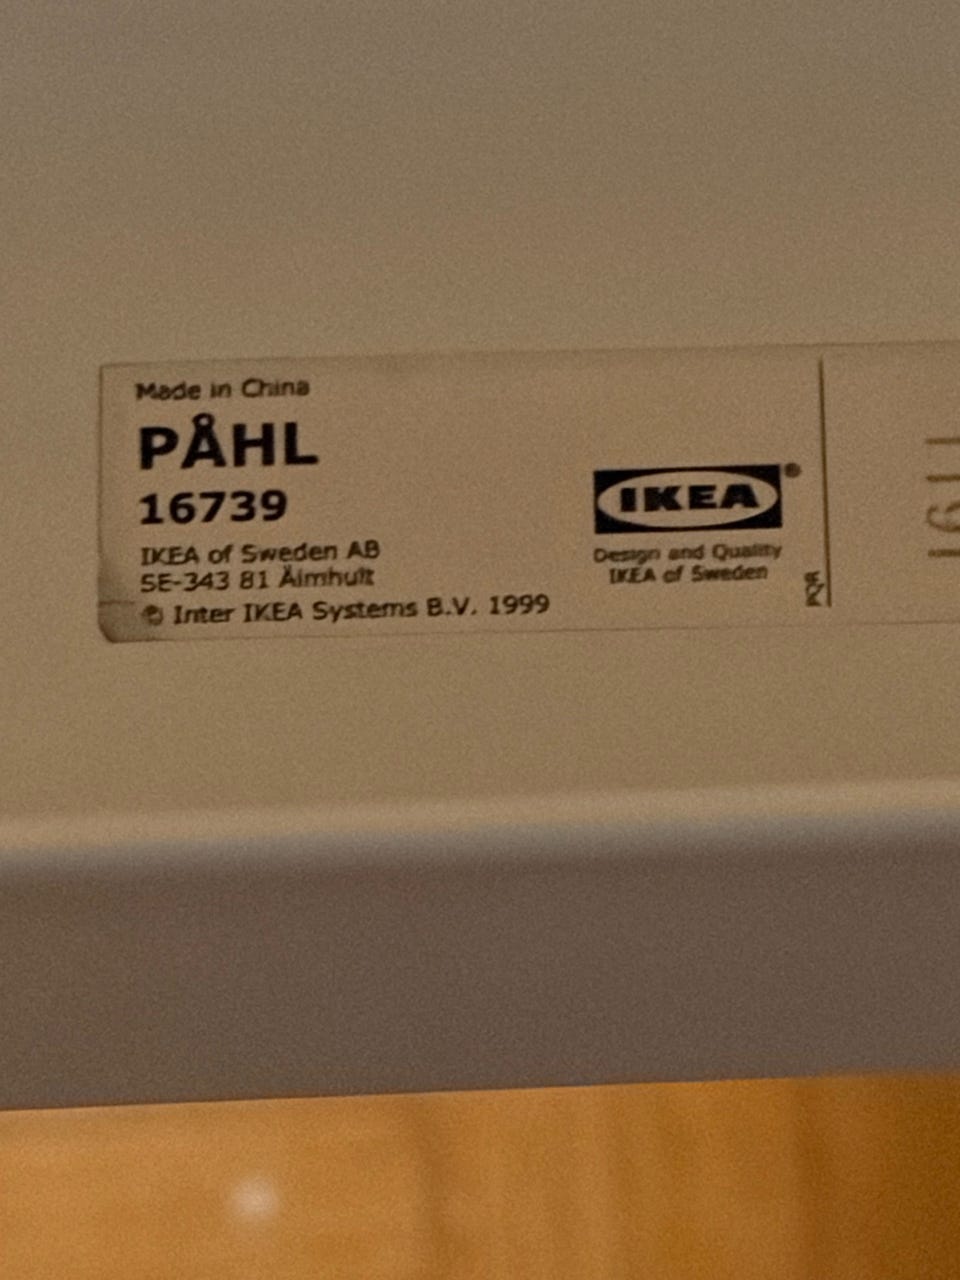 Made in China
PÅHL
16739
IKEA of Sweden AB
SE-343 81 Älmhult
© Inter IKEA Systems B.V. 1999
IKEA®
Design and Quality
IKEA of Sweden